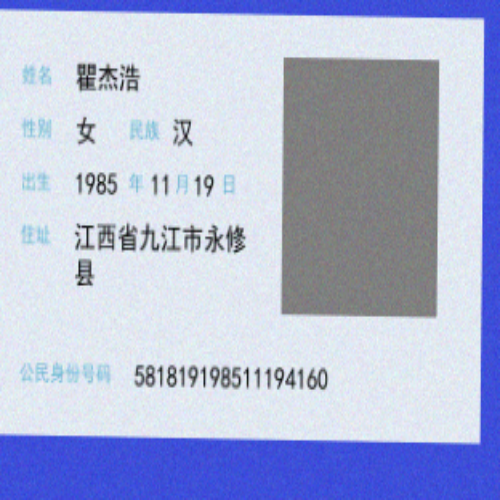 姓名 瞿杰浩
性别 女 民族 汉
出生 1985 年 11 月 19 日
住址 江西省九江市永修
县
公民身份号码 581819198511194160